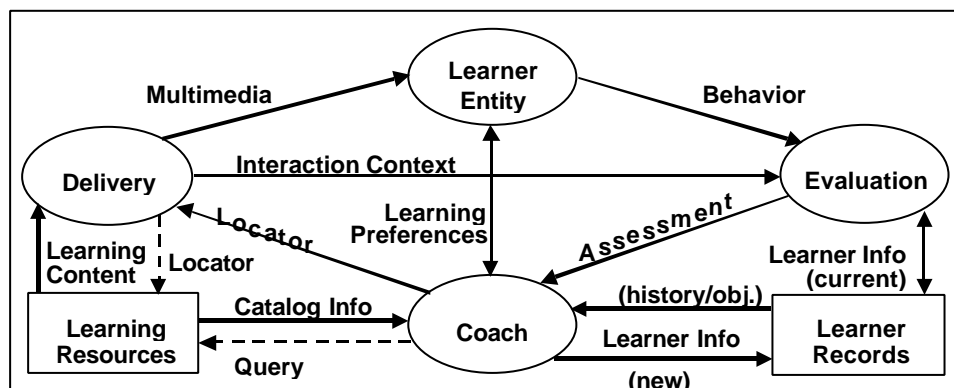 Learner
Entity
Multimedia
Behavior
Interaction Context
Delivery
Evaluation
Learning
Preferences
Locator
Assessment
Learning
Content
Locator
Learner Info
(current)
Catalog Info
(history/obj.)
Learning
Resources
Coach
Learner Info
Learner
Records
Query
(new)